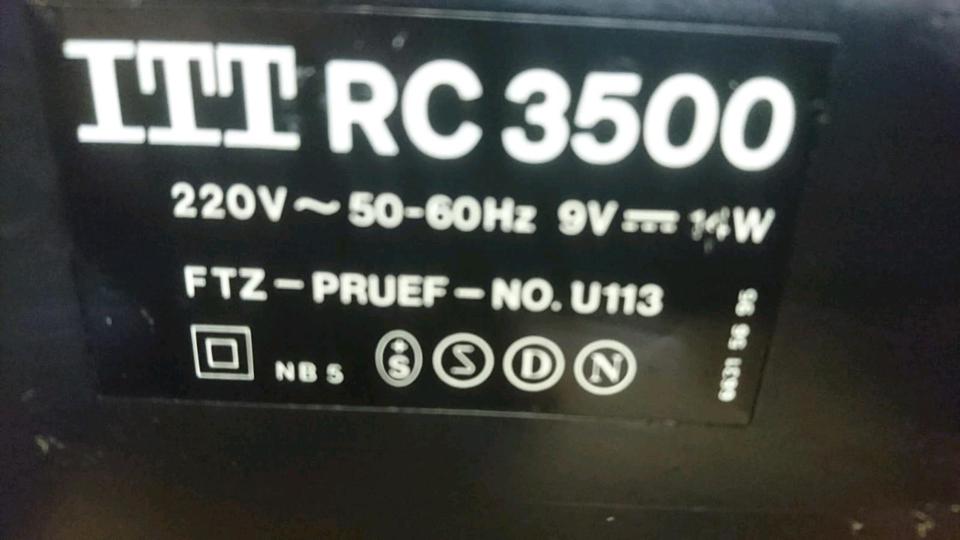 ITT RC 3500
220V ~ 50-60Hz 9V ⎓ 14W
FTZ - PRUEF - NO. U113
NB 5 S S D N